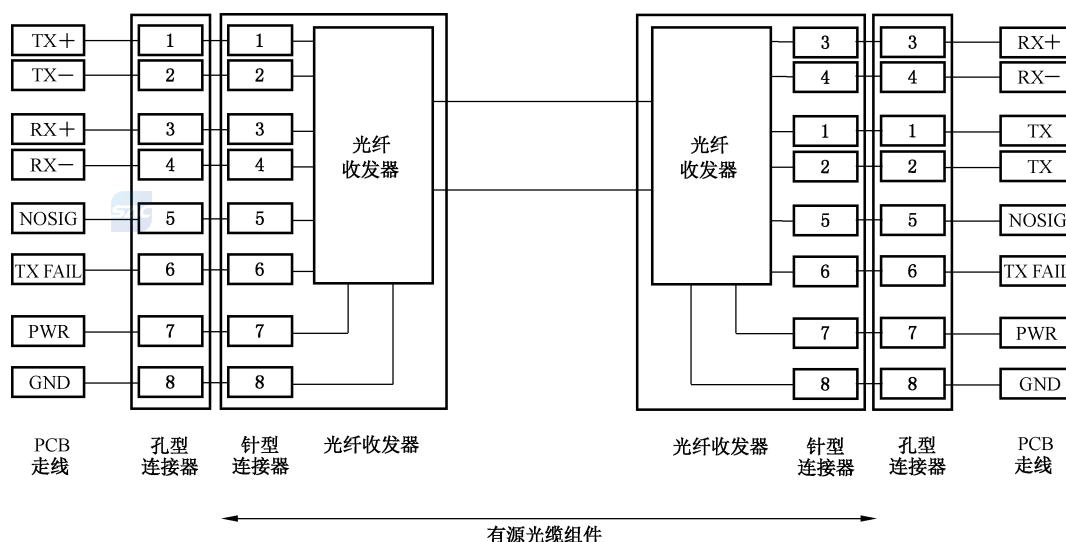 TX+ 1 1 3 3 RX+
TX- 2 2 4 4 RX-
RX+ 3 3 1 1 TX
RX- 4 4 2 2 TX
光纤 光纤
收发器 收发器
NOSIG 5 5 5 5 NOSIG
TX FAIL 6 6 6 6 TX FAIL
PWR 7 7 7 7 PWR
GND 8 8 8 8 GND
PCB 孔型 针型 光纤收发器 光纤收发器 针型 孔型 PCB
走线 连接器 连接器 连接器 连接器 走线
有源光缆组件